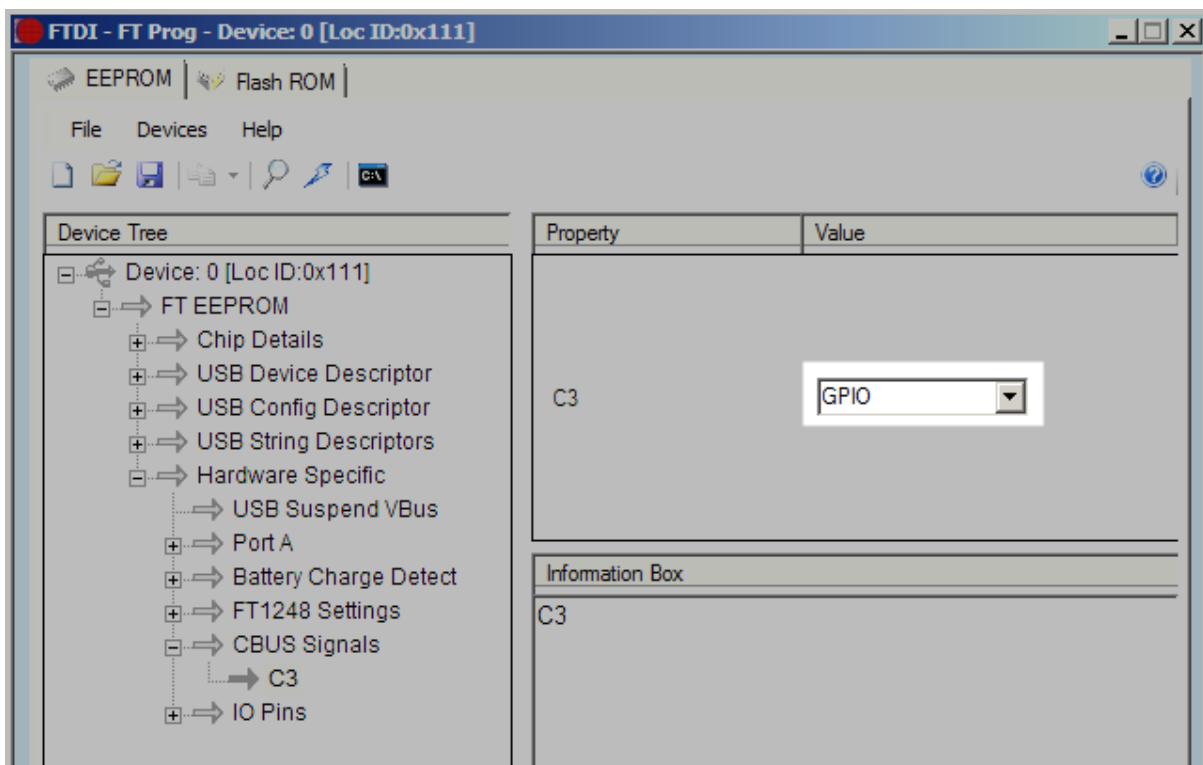 FTDI - FT Prog - Device: 0 [Loc ID:0x111]
EEPROM Flash ROM
File Devices Help
C:\
Device Tree
Device: 0 [Loc ID:0x111]
FT EEPROM
Chip Details
USB Device Descriptor
USB Config Descriptor
USB String Descriptors
Hardware Specific
USB Suspend VBus
Port A
Battery Charge Detect
FT1248 Settings
CBUS Signals
C3
IO Pins
Property Value
C3 GPIO
Information Box
C3